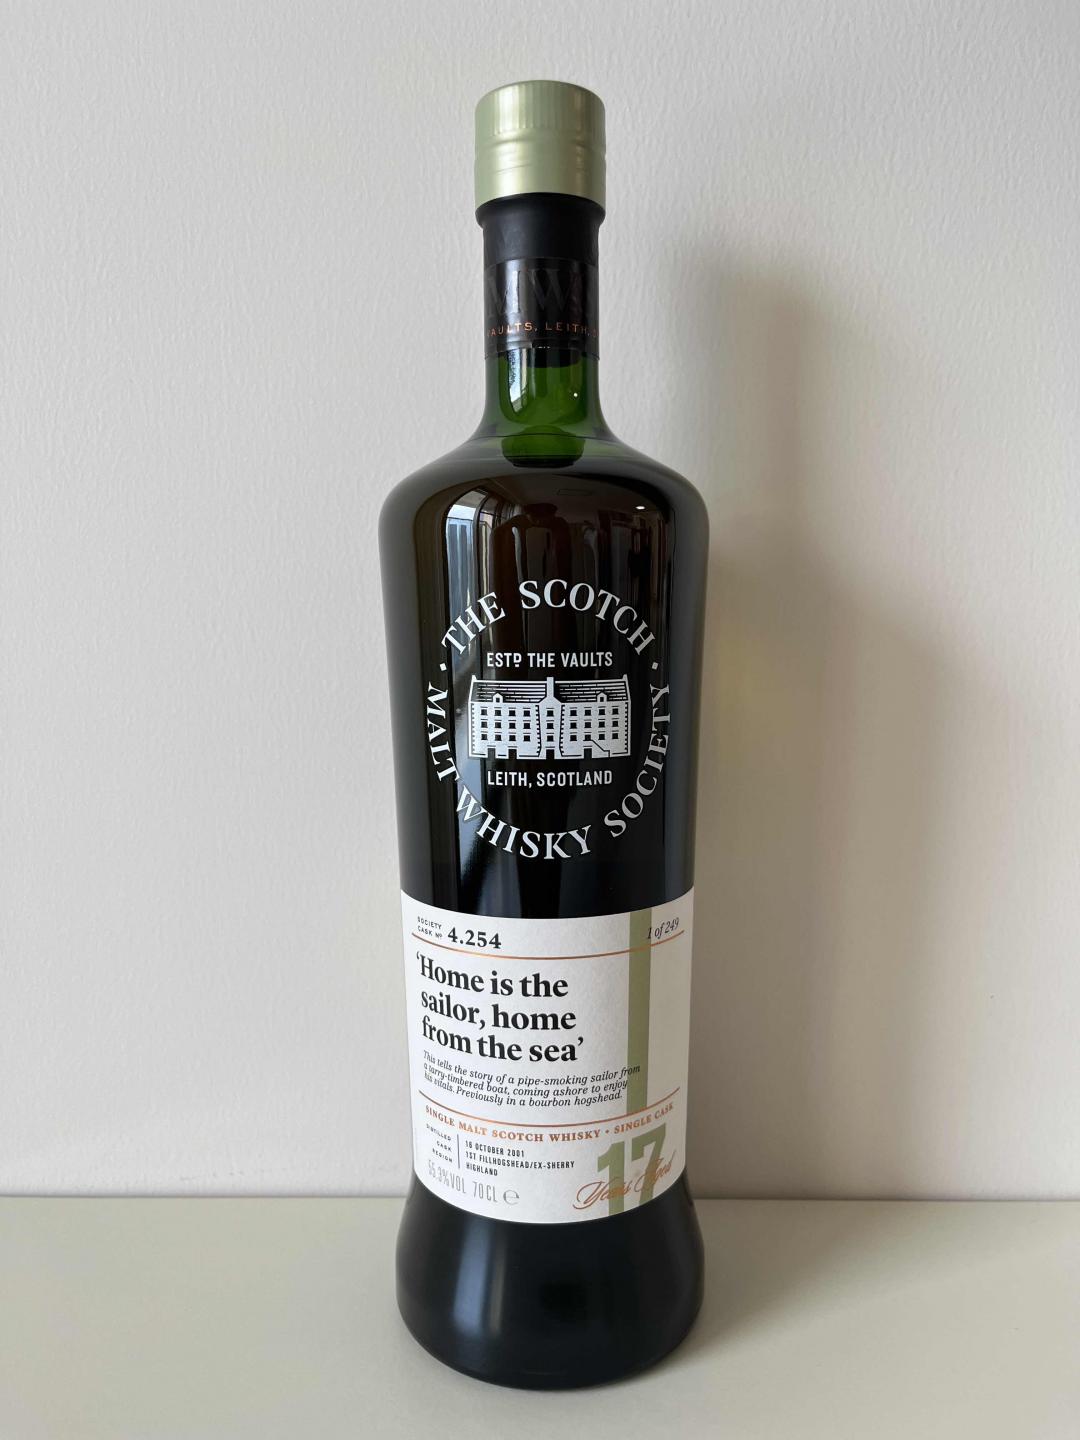 MWS
VAULTS, LEITH,
· THE SCOTCH ·
ESTD THE VAULTS
LEITH, SCOTLAND
MALT WHISKY SOCIETY
SOCIETY
CASK Nº 4.254
1 of 249
‘Home is the
sailor, home
from the sea’
This tells the story of a pipe-smoking sailor from
a tarry-timbered boat, coming ashore to enjoy
his vitals. Previously in a bourbon hogshead.
SINGLE MALT SCOTCH WHISKY • SINGLE CASK
DISTILLED 16 OCTOBER 2001
CASK 1ST FILLHOGSHEAD/EX-SHERRY
REGION HIGHLAND
55.3%VOL 70CL ℮
17
Years Aged